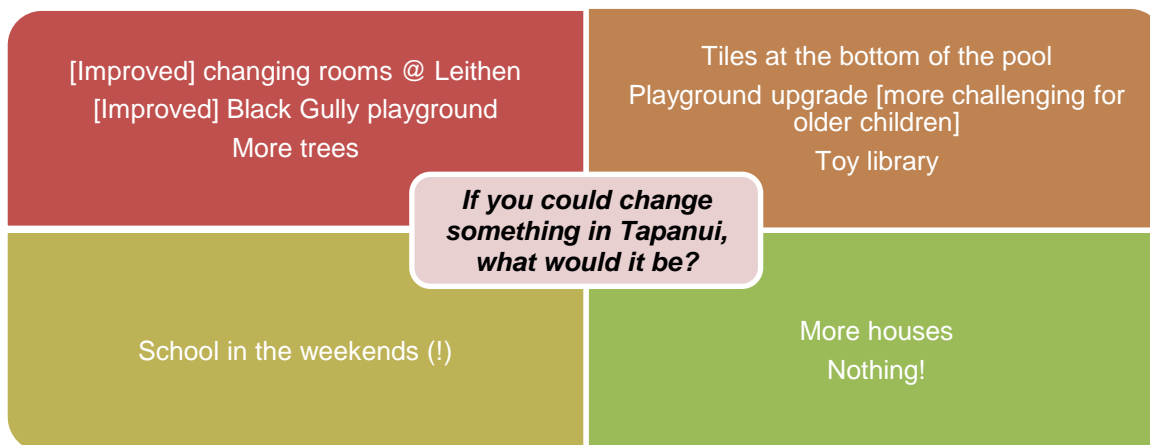 [Improved] changing rooms @ Leithen
[Improved] Black Gully playground
More trees
Tiles at the bottom of the pool
Playground upgrade [more challenging for
older children]
Toy library
If you could change
something in Tapanui,
what would it be?
School in the weekends (!)
More houses
Nothing!